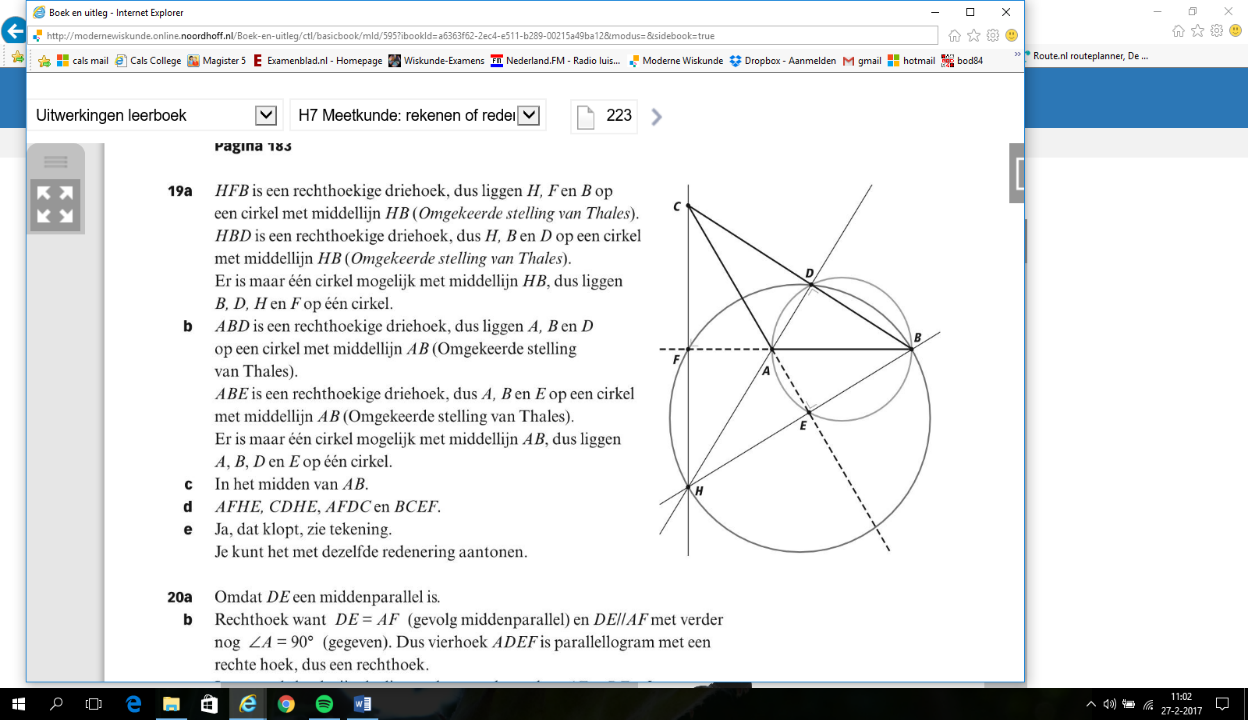 Boek en uitleg - Internet Explorer
http://modernewiskunde.online.noordhoff.nl/Boek-en-uitleg/ctl/basicbook/mId/595?ibookId=a6363f62-2ec4-e511-b289-00215a49ba12&modus=&sidebook=true
cals mail Cals College Magister 5 Examenblad.nl - Homepage Wiskunde-Examens Nederland.FM - Radio luis... Moderne Wiskunde Dropbox - Aanmelden gmail hotmail bod84 »
Route.nl routeplanner, De ...
Uitwerkingen leerboek H7 Meetkunde: rekenen of reder 223
Pagina 183
19a HFB is een rechthoekige driehoek, dus liggen H, F en B op
een cirkel met middellijn HB (Omgekeerde stelling van Thales).
HBD is een rechthoekige driehoek, dus H, B en D op een cirkel
met middellijn HB (Omgekeerde stelling van Thales).
Er is maar één cirkel mogelijk met middellijn HB, dus liggen
B, D, H en F op één cirkel.
b ABD is een rechthoekige driehoek, dus liggen A, B en D
op een cirkel met middellijn AB (Omgekeerde stelling
van Thales).
ABE is een rechthoekige driehoek, dus A, B en E op een cirkel
met middellijn AB (Omgekeerde stelling van Thales).
Er is maar één cirkel mogelijk met middellijn AB, dus liggen
A, B, D en E op één cirkel.
c In het midden van AB.
d AFHE, CDHE, AFDC en BCEF.
e Ja, dat klopt, zie tekening.
Je kunt het met dezelfde redenering aantonen.
C
D
B
F
A
E
H
20a Omdat DE een middenparallel is.
b Rechthoek want DE = AF (gevolg middenparallel) en DE//AF met verder
nog ∠A = 90° (gegeven). Dus vierhoek ADEF is parallellogram met een
rechte hoek, dus een rechthoek.
11:02
27-2-2017